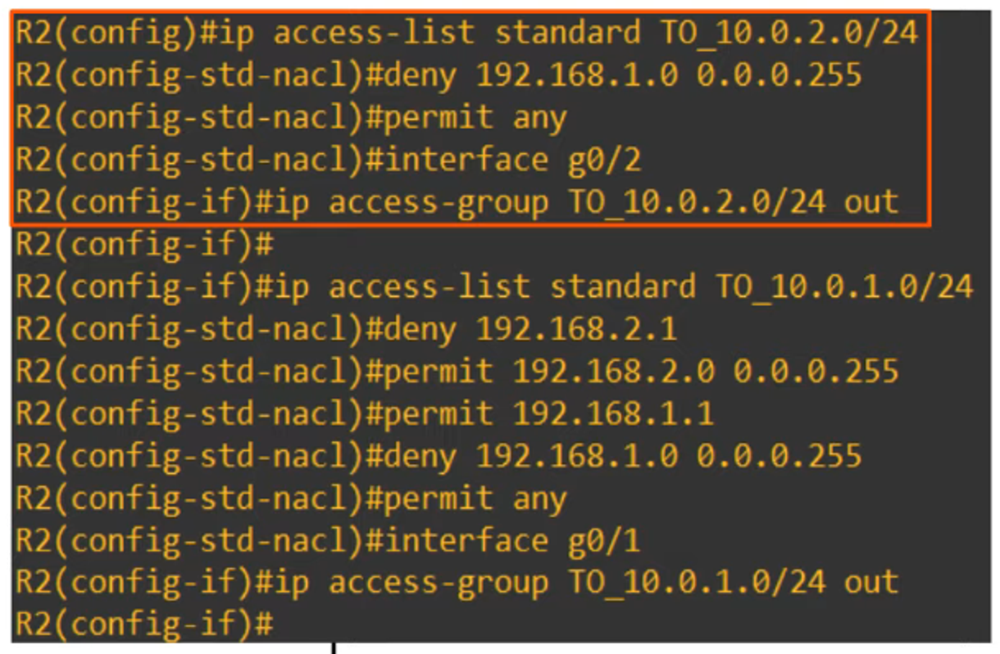 R2(config)#ip access-list standard TO_10.0.2.0/24
R2(config-std-nacl)#deny 192.168.1.0 0.0.0.255
R2(config-std-nacl)#permit any
R2(config-std-nacl)#interface g0/2
R2(config-if)#ip access-group TO_10.0.2.0/24 out
R2(config-if)#
R2(config-if)#ip access-list standard TO_10.0.1.0/24
R2(config-std-nacl)#deny 192.168.2.1
R2(config-std-nacl)#permit 192.168.2.0 0.0.0.255
R2(config-std-nacl)#permit 192.168.1.1
R2(config-std-nacl)#deny 192.168.1.0 0.0.0.255
R2(config-std-nacl)#permit any
R2(config-std-nacl)#interface g0/1
R2(config-if)#ip access-group TO_10.0.1.0/24 out
R2(config-if)#